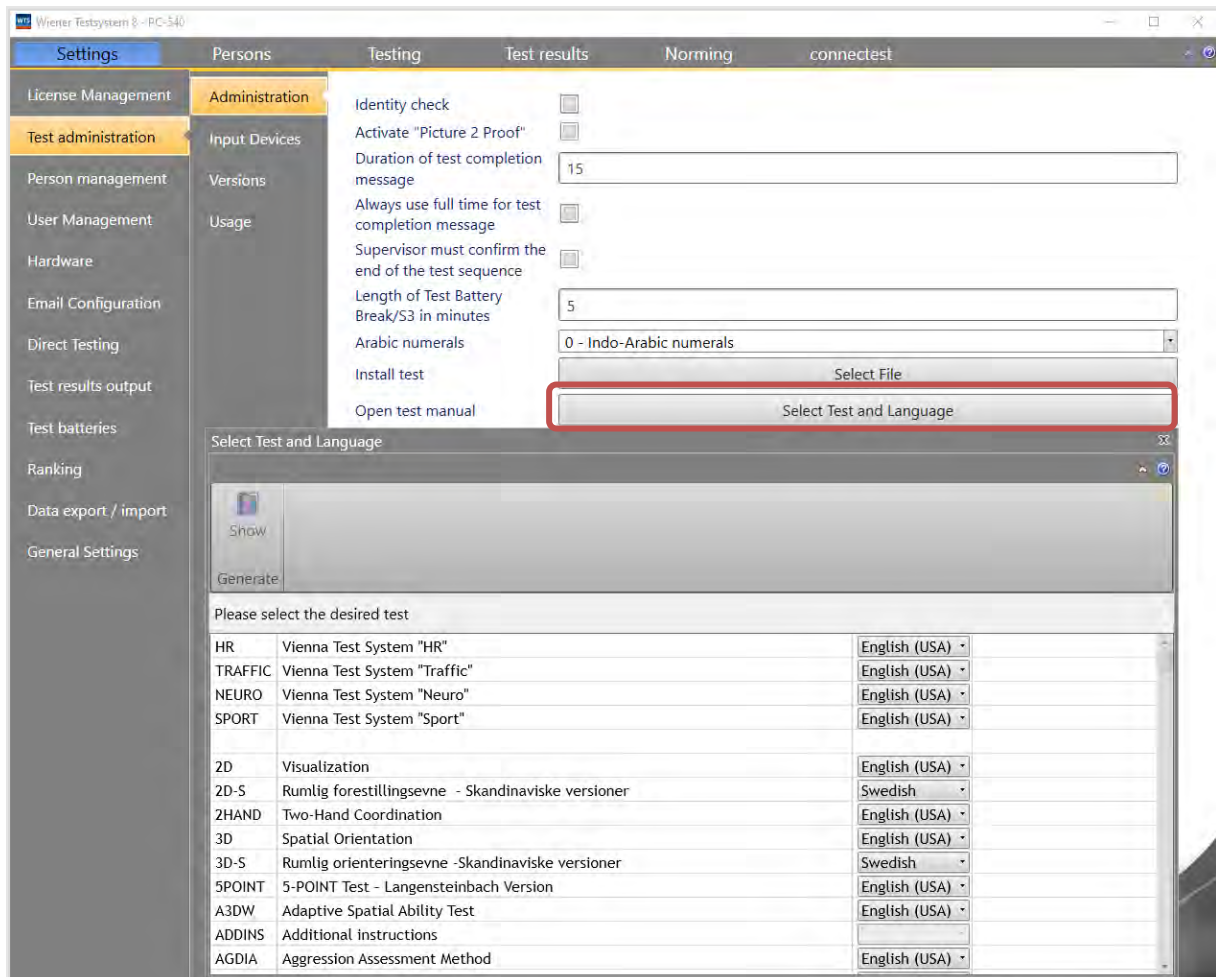 WTS Wiener Testsystem 8 - PC-540
Settings Persons Testing Test results Norming connectest
License Management
Test administration
Person management
User Management
Hardware
Email Configuration
Direct Testing
Test results output
Test batteries
Ranking
Data export / import
General Settings
Administration
Input Devices
Versions
Usage
Identity check
Activate "Picture 2 Proof"
Duration of test completion
message
15
Always use full time for test
completion message
Supervisor must confirm the
end of the test sequence
Length of Test Battery
Break/S3 in minutes
5
Arabic numerals
0 - Indo-Arabic numerals
Install test
Select File
Open test manual
Select Test and Language
Select Test and Language
Show
Generate
Please select the desired test
HR Vienna Test System "HR" English (USA)
TRAFFIC Vienna Test System "Traffic" English (USA)
NEURO Vienna Test System "Neuro" English (USA)
SPORT Vienna Test System "Sport" English (USA)
2D Visualization English (USA)
2D-S Rumlig forestillingsevne - Skandinaviske versioner Swedish
2HAND Two-Hand Coordination English (USA)
3D Spatial Orientation English (USA)
3D-S Rumlig orienteringsevne -Skandinaviske versioner Swedish
5POINT 5-POINT Test - Langensteinbach Version English (USA)
A3DW Adaptive Spatial Ability Test English (USA)
ADDINS Additional instructions
AGDIA Aggression Assessment Method English (USA)